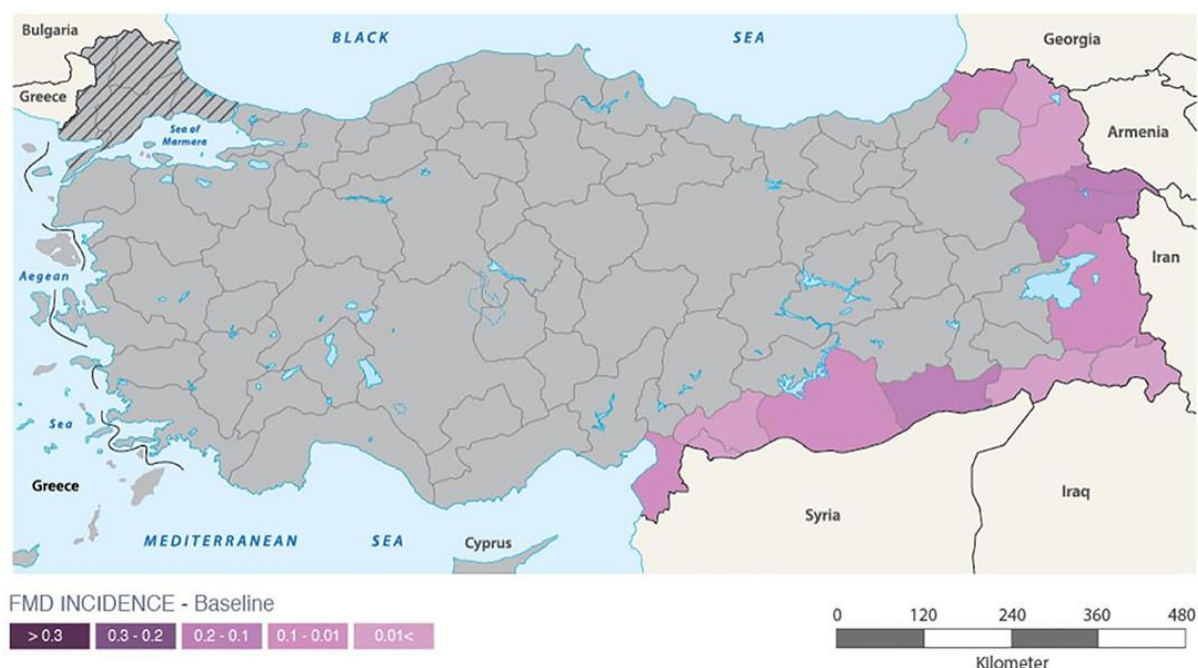 Bulgaria
BLACK SEA
Georgia
Greece
Sea of
Marmera
Armenia
Iran
Aegean
Sea
Greece
MEDITERRANEAN SEA
Cyprus
Syria
Iraq
FMD INCIDENCE - Baseline
> 0.3
0.3 - 0.2
0.2 - 0.1
0.1 - 0.01
0.01<
0 120 240 360 480
Kilometer